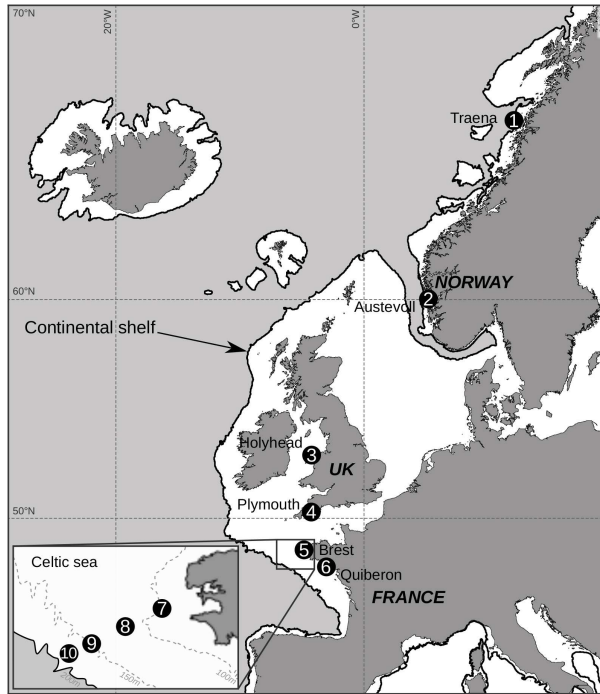 70°N
20°W
0°W
Traena
1
NORWAY
60°N
2
Austevoll
Continental shelf
Holyhead
3
UK
Plymouth
4
50°N
5
Brest
Celtic sea
6
Quiberon
FRANCE
7
8
9
10
200m
150m
100m